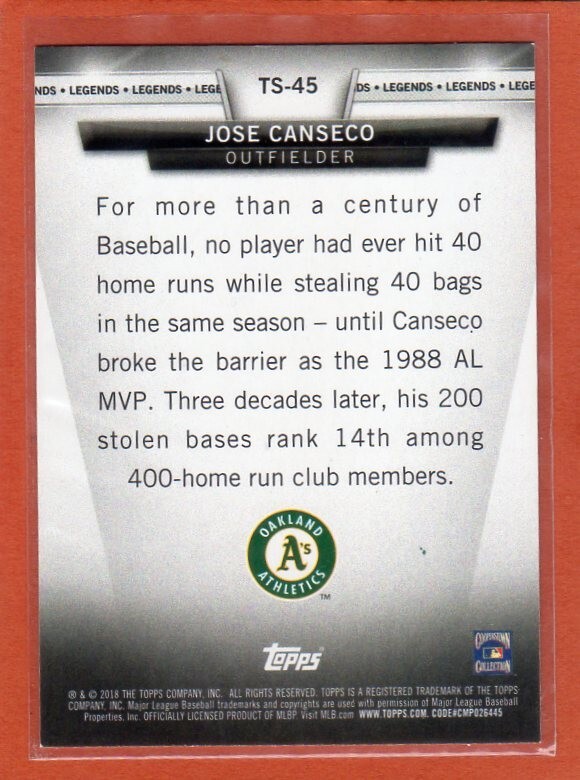 NDS • LEGENDS • LEGENDS • LEGE TS-45 DS • LEGENDS • LEGENDS • LEGE
JOSE CANSECO
OUTFIELDER
For more than a century of
Baseball, no player had ever hit 40
home runs while stealing 40 bags
in the same season – until Canseco
broke the barrier as the 1988 AL
MVP. Three decades later, his 200
stolen bases rank 14th among
400-home run club members.
OAKLAND
A's
ATHLETICS
TM
TOPPS
COOPERSTOWN
COLLECTION
® & © 2018 THE TOPPS COMPANY, INC. ALL RIGHTS RESERVED. TOPPS IS A REGISTERED TRADEMARK OF THE TOPPS
COMPANY, INC. Major League Baseball trademarks and copyrights are used with permission of Major League Baseball
Properties, Inc. OFFICIALLY LICENSED PRODUCT OF MLBP. Visit MLB.com WWW.TOPPS.COM. CODE#CMP026445